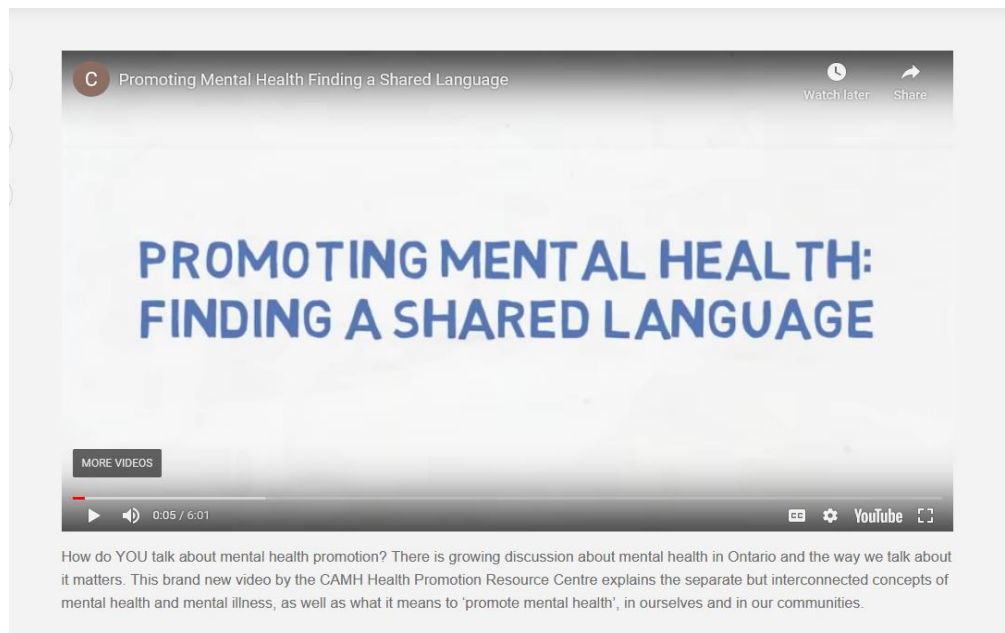 C Promoting Mental Health Finding a Shared Language
Watch later Share
PROMOTING MENTAL HEALTH:
FINDING A SHARED LANGUAGE
MORE VIDEOS
0:05 / 6:01 CC YouTube
How do YOU talk about mental health promotion? There is growing discussion about mental health in Ontario and the way we talk about
it matters. This brand new video by the CAMH Health Promotion Resource Centre explains the separate but interconnected concepts of
mental health and mental illness, as well as what it means to ‘promote mental health’, in ourselves and in our communities.